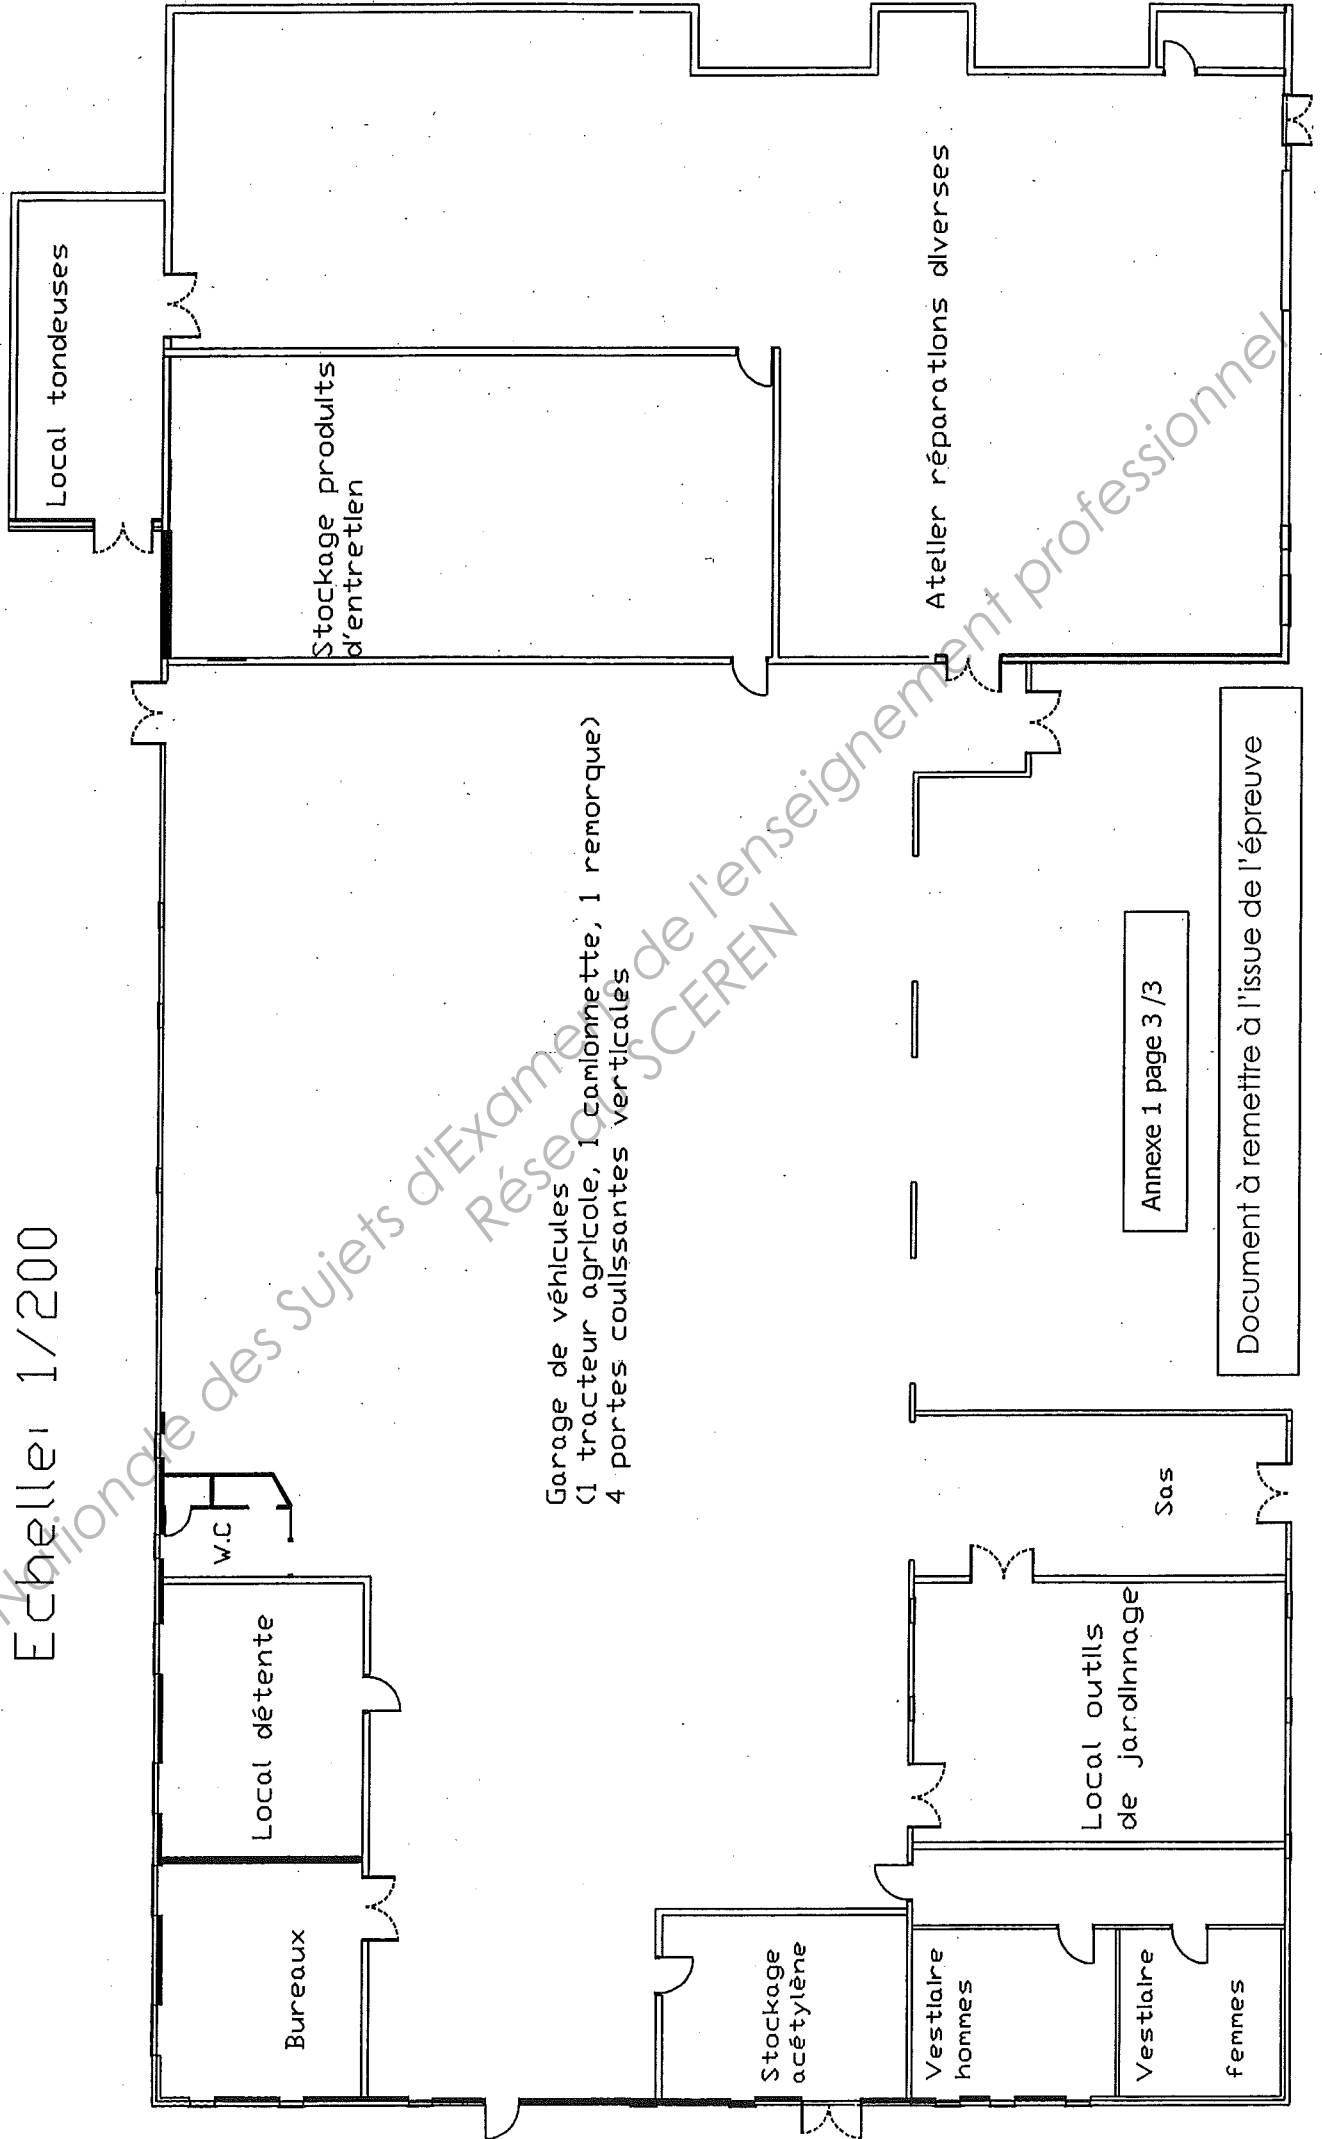 Echelle: 1/200
Local tondeuses
Stockage produits
d'entretien
Atelier réparations diverses
Bureaux
Local détente
W.C
Garage de véhicules
(1 tracteur agricole, 1 camionnette, 1 remorque)
4 portes coulissantes verticales
Stockage
acétylène
Vestiaire
hommes
Vestiaire
femmes
Local outils
de jardinnage
Sas
Annexe 1 page 3 /3
Document à remettre à l'issue de l'épreuve
Nationale des Sujets d'Examens de l'enseignement professionnel
Réseau SCEREN